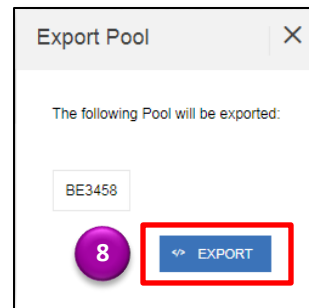 Export Pool
The following Pool will be exported:
BE3458
8
</> EXPORT